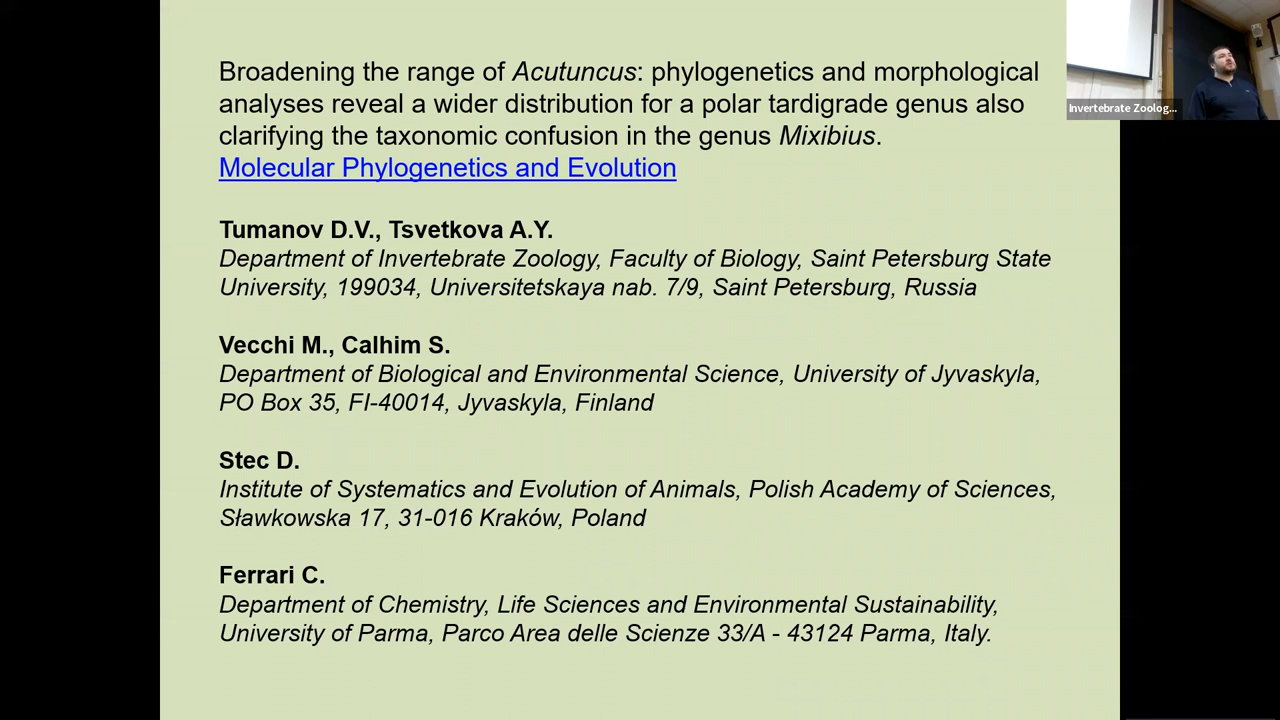 Broadening the range of Acutuncus: phylogenetics and morphological
analyses reveal a wider distribution for a polar tardigrade genus also
clarifying the taxonomic confusion in the genus Mixibius.
Molecular Phylogenetics and Evolution
Tumanov D.V., Tsvetkova A.Y.
Department of Invertebrate Zoology, Faculty of Biology, Saint Petersburg State
University, 199034, Universitetskaya nab. 7/9, Saint Petersburg, Russia
Vecchi M., Calhim S.
Department of Biological and Environmental Science, University of Jyvaskyla,
PO Box 35, FI-40014, Jyvaskyla, Finland
Stec D.
Institute of Systematics and Evolution of Animals, Polish Academy of Sciences,
Sławkowska 17, 31-016 Kraków, Poland
Ferrari C.
Department of Chemistry, Life Sciences and Environmental Sustainability,
University of Parma, Parco Area delle Scienze 33/A - 43124 Parma, Italy.
Invertebrate Zoolog...